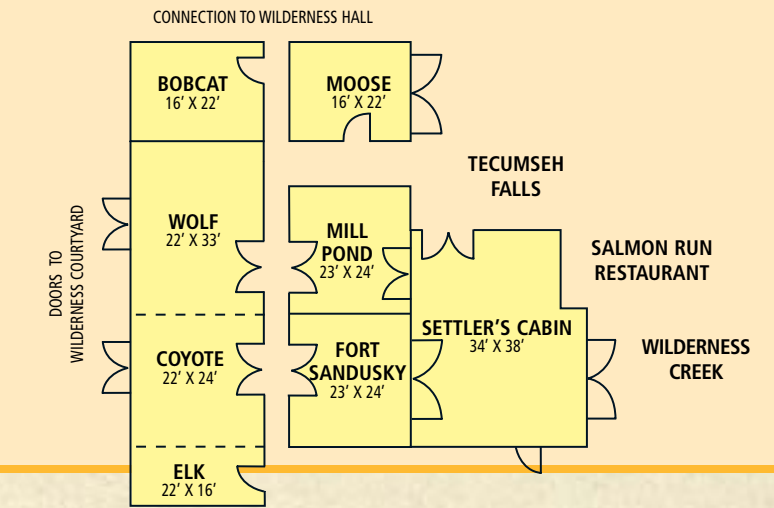 CONNECTION TO WILDERNESS HALL
BOBCAT
16’ X 22’
MOOSE
16’ X 22’
TECUMSEH
FALLS
DOORS TO
WILDERNESS COURTYARD
WOLF
22’ X 33’
MILL
POND
23’ X 24’
SALMON RUN
RESTAURANT
COYOTE
22’ X 24’
FORT
SANDUSKY
23’ X 24’
SETTLER’S CABIN
34’ X 38’
WILDERNESS
CREEK
ELK
22’ X 16’